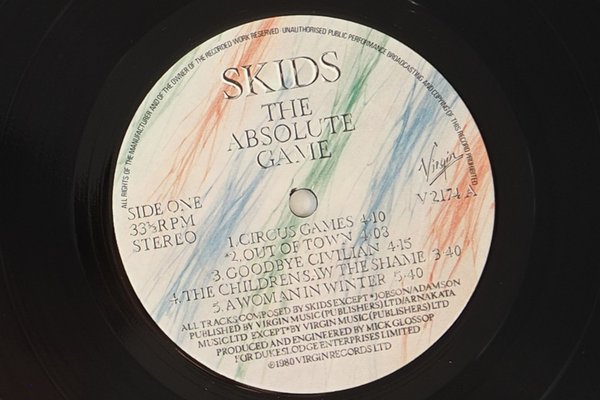 ALL RIGHTS OF THE MANUFACTURER AND OF THE OWNER OF THE RECORDED WORK RESERVED UNAUTHORISED PUBLIC PERFORMANCE BROADCASTING AND COPYING OF THIS RECORD PROHIBITED
SKIDS
THE
ABSOLUTE
GAME
Virgin
SIDE ONE
33⅓ RPM
STEREO
V 2174 A
1. CIRCUS GAMES 4·10
*2. OUT OF TOWN 4·03
3. GOODBYE CIVILIAN 4·15
4. THE CHILDREN SAW THE SHAME 3·40
5. A WOMAN IN WINTER 5·40
ALL TRACKS COMPOSED BY SKIDS EXCEPT *JOBSON/ADAMSON
PUBLISHED BY VIRGIN MUSIC (PUBLISHERS) LTD/ARNAKATA
MUSIC LTD EXCEPT *BY VIRGIN MUSIC (PUBLISHERS) LTD
PRODUCED AND ENGINEERED BY MICK GLOSSOP
FOR DUKESLODGE ENTERPRISES LIMITED
℗1980 VIRGIN RECORDS LTD